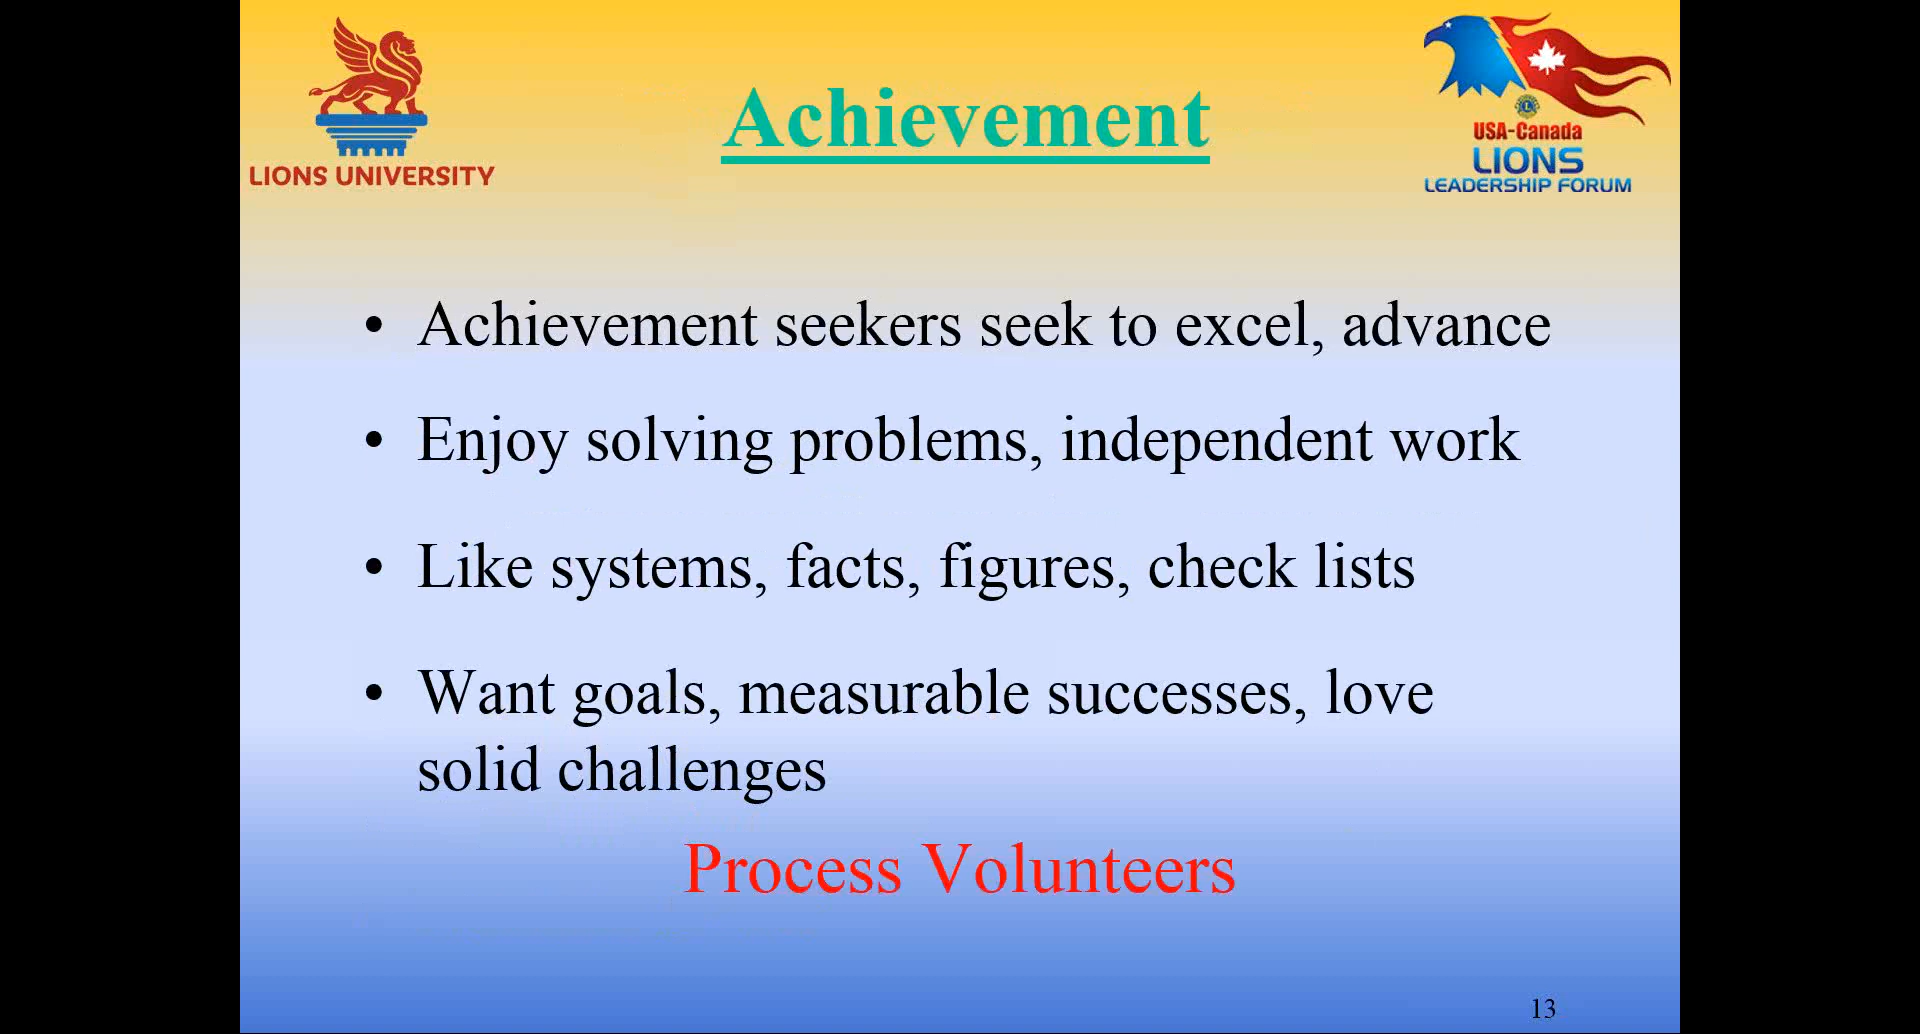 LIONS UNIVERSITY
Achievement
USA-Canada
LIONS
LEADERSHIP FORUM
• Achievement seekers seek to excel, advance
• Enjoy solving problems, independent work
• Like systems, facts, figures, check lists
• Want goals, measurable successes, love
solid challenges
Process Volunteers
13